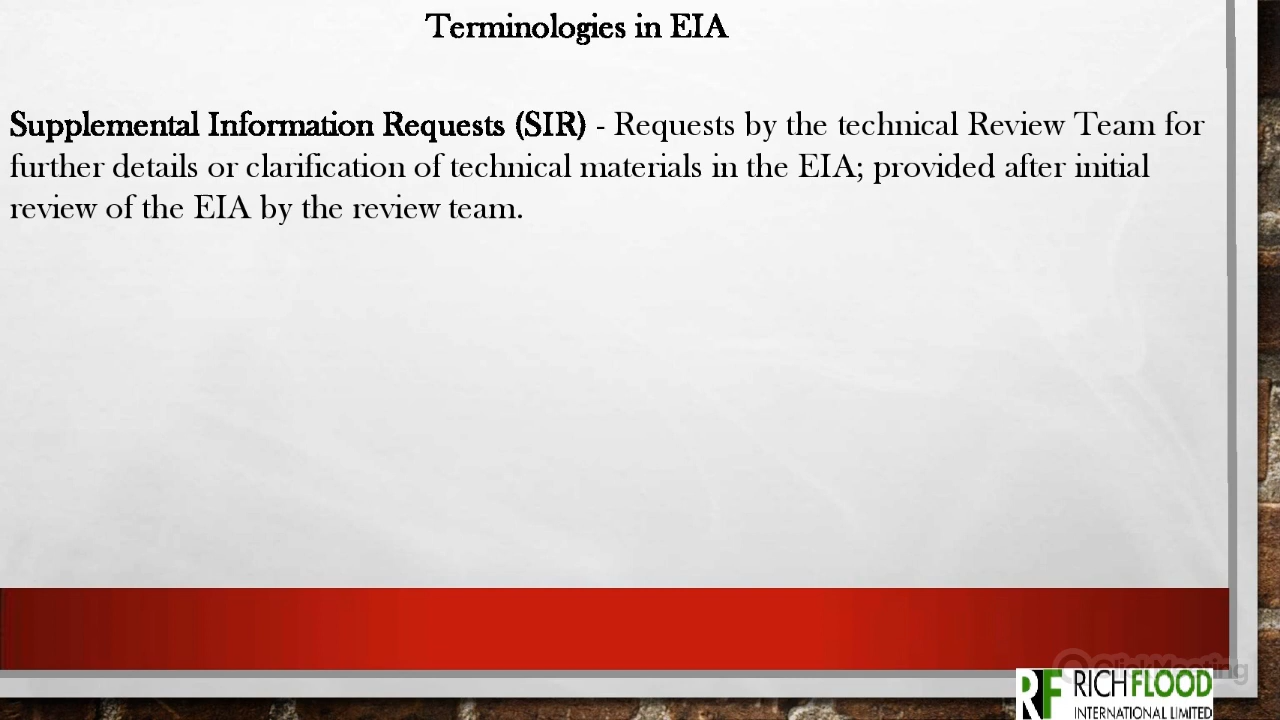 Terminologies in EIA
Supplemental Information Requests (SIR) - Requests by the technical Review Team for
further details or clarification of technical materials in the EIA; provided after initial
review of the EIA by the review team.
ClickMeeting
RF RICHFLOOD
INTERNATIONAL LIMITED